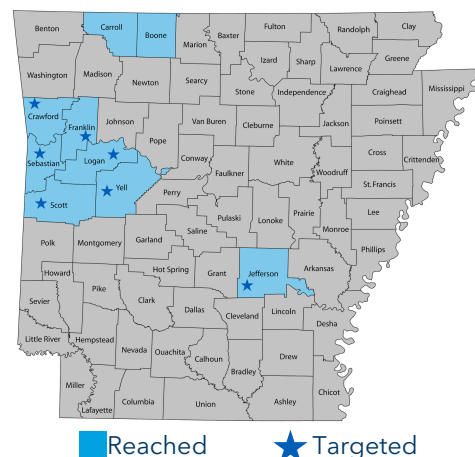 Benton
Carroll
Boone
Marion
Baxter
Fulton
Randolph
Clay
Greene
Izard
Sharp
Lawrence
Washington
Madison
Newton
Searcy
Stone
Independence
Craighead
Mississippi
Crawford
Franklin
Johnson
Van Buren
Cleburne
Jackson
Poinsett
Pope
Sebastian
Logan
Conway
Faulkner
White
Woodruff
Cross
Crittenden
St. Francis
Scott
Yell
Perry
Pulaski
Lonoke
Prairie
Monroe
Lee
Phillips
Saline
Polk
Montgomery
Garland
Hot Spring
Grant
Jefferson
Arkansas
Howard
Pike
Clark
Dallas
Cleveland
Lincoln
Desha
Sevier
Little River
Hempstead
Nevada
Ouachita
Calhoun
Bradley
Drew
Miller
Lafayette
Columbia
Union
Ashley
Chicot
Reached
Targeted